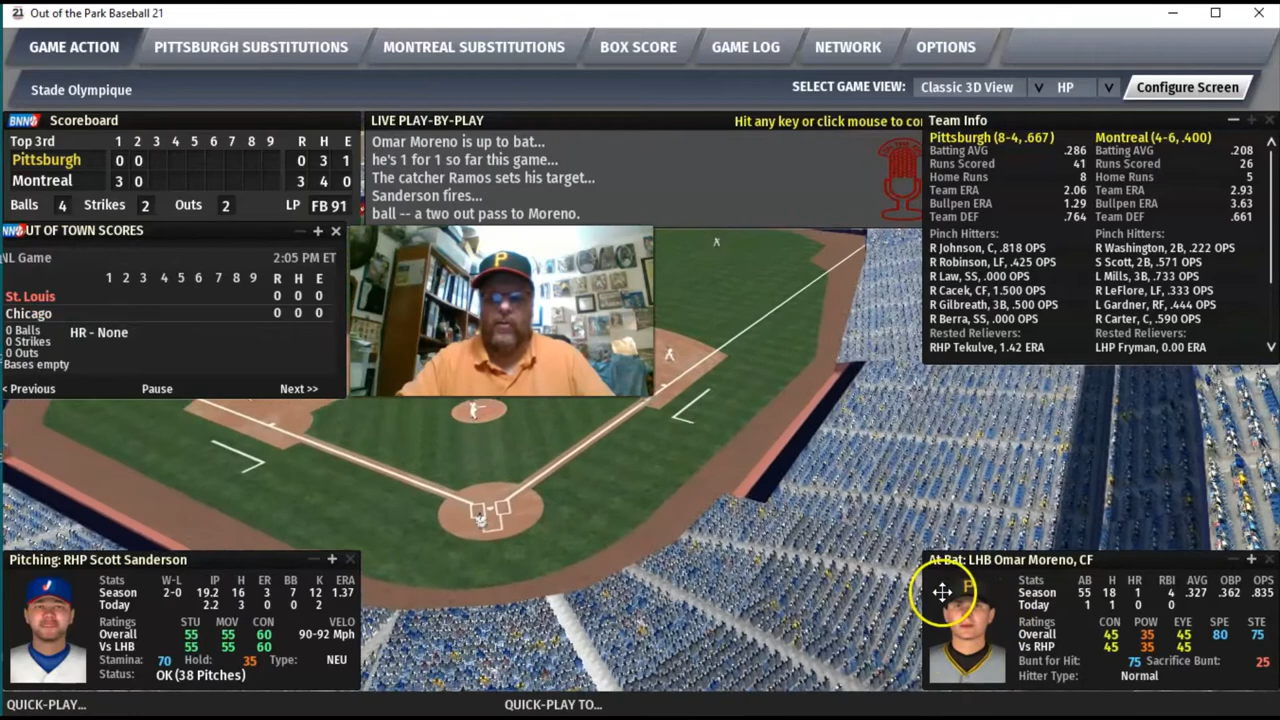 21 Out of the Park Baseball 21
GAME ACTION PITTSBURGH SUBSTITUTIONS MONTREAL SUBSTITUTIONS BOX SCORE GAME LOG NETWORK OPTIONS
Stade Olympique
SELECT GAME VIEW: Classic 3D View HP Configure Screen
BNN Scoreboard
Top 3rd 1 2 3 4 5 6 7 8 9 R H E
Pittsburgh 0 0 0 3 1
Montreal 3 0 3 4 0
Balls 4 Strikes 2 Outs 2 LP FB 91
LIVE PLAY-BY-PLAY Hit any key or click mouse to con
Omar Moreno is up to bat...
he's 1 for 1 so far this game...
The catcher Ramos sets his target...
Sanderson fires...
ball -- a two out pass to Moreno.
Team Info
Pittsburgh (8-4, .667) Montreal (4-6, .400)
Batting AVG .286 Batting AVG .208
Runs Scored 41 Runs Scored 26
Home Runs 8 Home Runs 5
Team ERA 2.06 Team ERA 2.93
Bullpen ERA 1.29 Bullpen ERA 3.63
Team DEF .764 Team DEF .661
Pinch Hitters: Pinch Hitters:
R Johnson, C, .818 OPS R Washington, 2B, .222 OPS
R Robinson, LF, .425 OPS S Scott, 2B, .571 OPS
R Law, SS, .000 OPS L Mills, 3B, .733 OPS
R Cacek, CF, 1.500 OPS R LeFlore, LF, .333 OPS
R Gilbreath, 3B, .500 OPS L Gardner, RF, .444 OPS
R Berra, SS, .000 OPS R Carter, C, .590 OPS
Rested Relievers: Rested Relievers:
RHP Tekulve, 1.42 ERA LHP Fryman, 0.00 ERA
BNN UT OF TOWN SCORES
NL Game 2:05 PM ET
1 2 3 4 5 6 7 8 9 R H E
St. Louis 0 0 0
Chicago 0 0 0
0 Balls
0 Strikes
0 Outs
Bases empty
HR - None
< Previous Pause Next >>
P
Pitching: RHP Scott Sanderson
Stats W-L IP H ER BB K ERA
Season 2-0 19.2 16 3 7 12 1.37
Today 2.2 3 0 0 2
Ratings STU MOV CON VELO
Overall 55 55 60 90-92 Mph
Vs LHB 55 55 60
Stamina: 70 Hold: 35 Type: NEU
Status: OK (38 Pitches)
At Bat: LHB Omar Moreno, CF
Stats AB H HR RBI AVG OBP OPS
Season 55 18 1 4 .327 .362 .835
Today 1 1 0 0
Ratings CON POW EYE SPE STE
Overall 45 35 45 80 75
Vs RHP 45 35 45
Bunt for Hit: 75 Sacrifice Bunt: 25
Hitter Type: Normal
QUICK-PLAY... QUICK-PLAY TO...